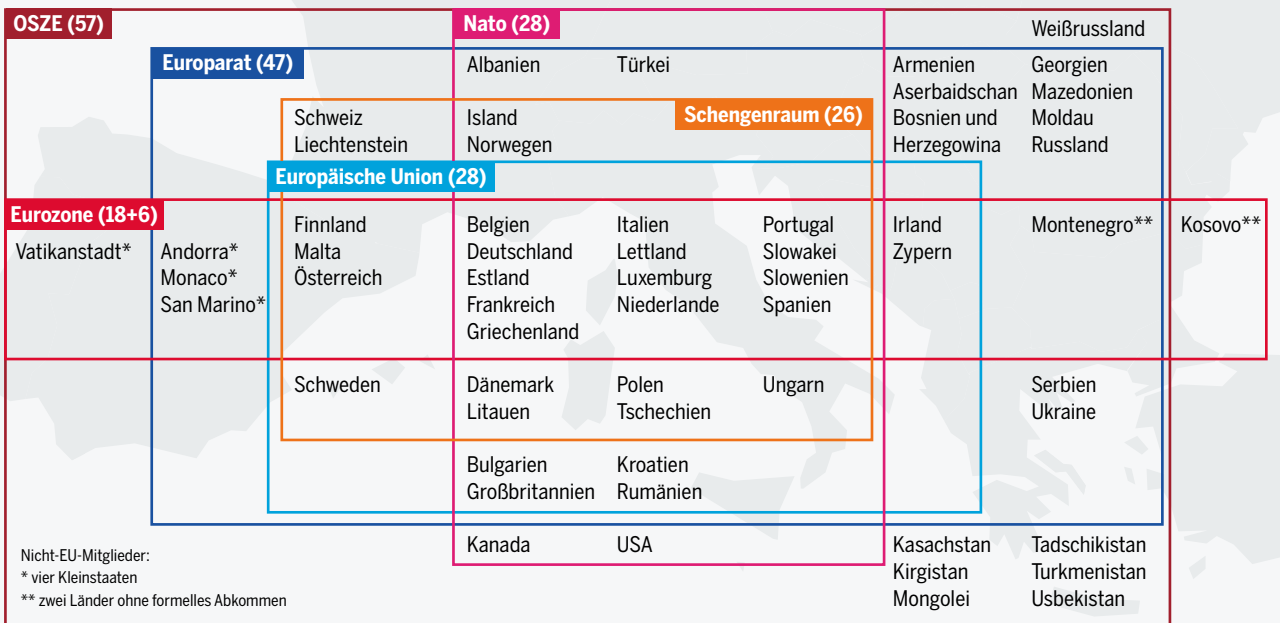 OSZE (57)
Nato (28)
Weißrussland
Europarat (47)
Albanien
Türkei
Armenien
Aserbaidschan
Bosnien und
Herzegowina
Georgien
Mazedonien
Moldau
Russland
Schengenraum (26)
Schweiz
Liechtenstein
Island
Norwegen
Europäische Union (28)
Eurozone (18+6)
Vatikanstadt*
Andorra*
Monaco*
San Marino*
Finnland
Malta
Österreich
Belgien
Deutschland
Estland
Frankreich
Griechenland
Italien
Lettland
Luxemburg
Niederlande
Portugal
Slowakei
Slowenien
Spanien
Irland
Zypern
Montenegro**
Kosovo**
Schweden
Dänemark
Litauen
Polen
Tschechien
Ungarn
Serbien
Ukraine
Bulgarien
Großbritannien
Kroatien
Rumänien
Kanada
USA
Kasachstan
Kirgistan
Mongolei
Tadschikistan
Turkmenistan
Usbekistan
Nicht-EU-Mitglieder:
* vier Kleinstaaten
** zwei Länder ohne formelles Abkommen